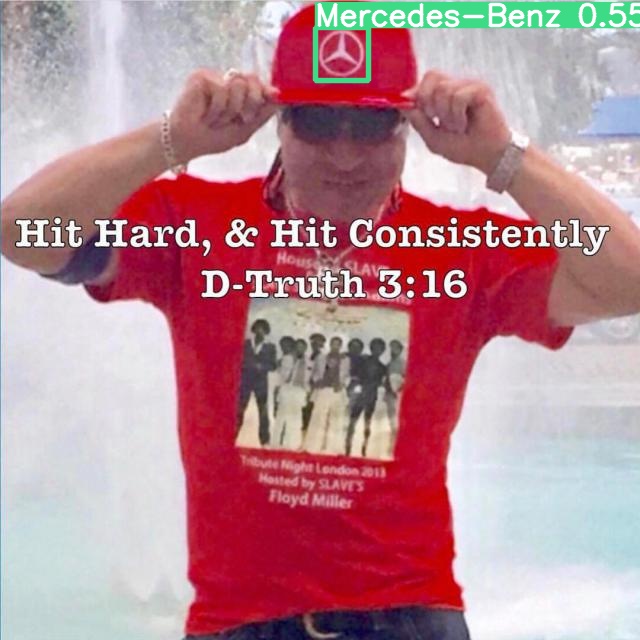 Mercedes-Benz 0.55
Hit Hard, & Hit Consistently
D-Truth 3:16
Tribute Night London 2013
Hosted by SLAVE'S
Floyd Miller